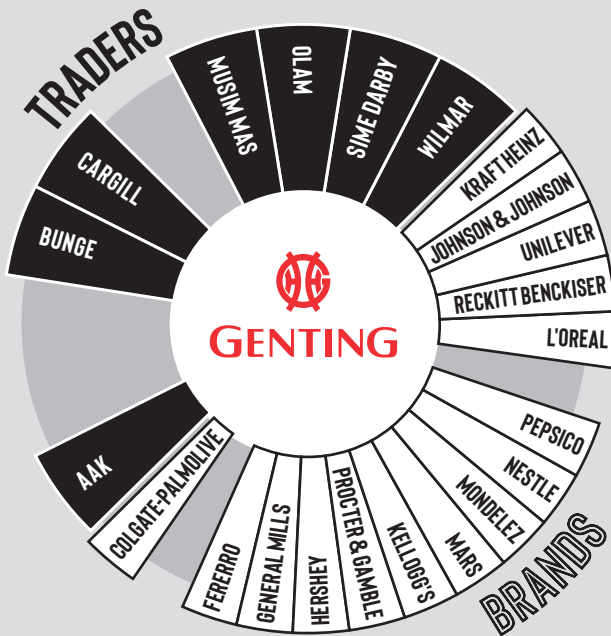 TRADERS
AAK
BUNGE
CARGILL
MUSIM MAS
OLAM
SIME DARBY
WILMAR
KRAFT HEINZ
JOHNSON & JOHNSON
UNILEVER
RECKITT BENCKISER
L'OREAL
PEPSICO
NESTLE
MONDELEZ
MARS
KELLOGG'S
PROCTER & GAMBLE
HERSHEY
GENERAL MILLS
FERERRO
COLGATE-PALMOLIVE
BRANDS
GENTING